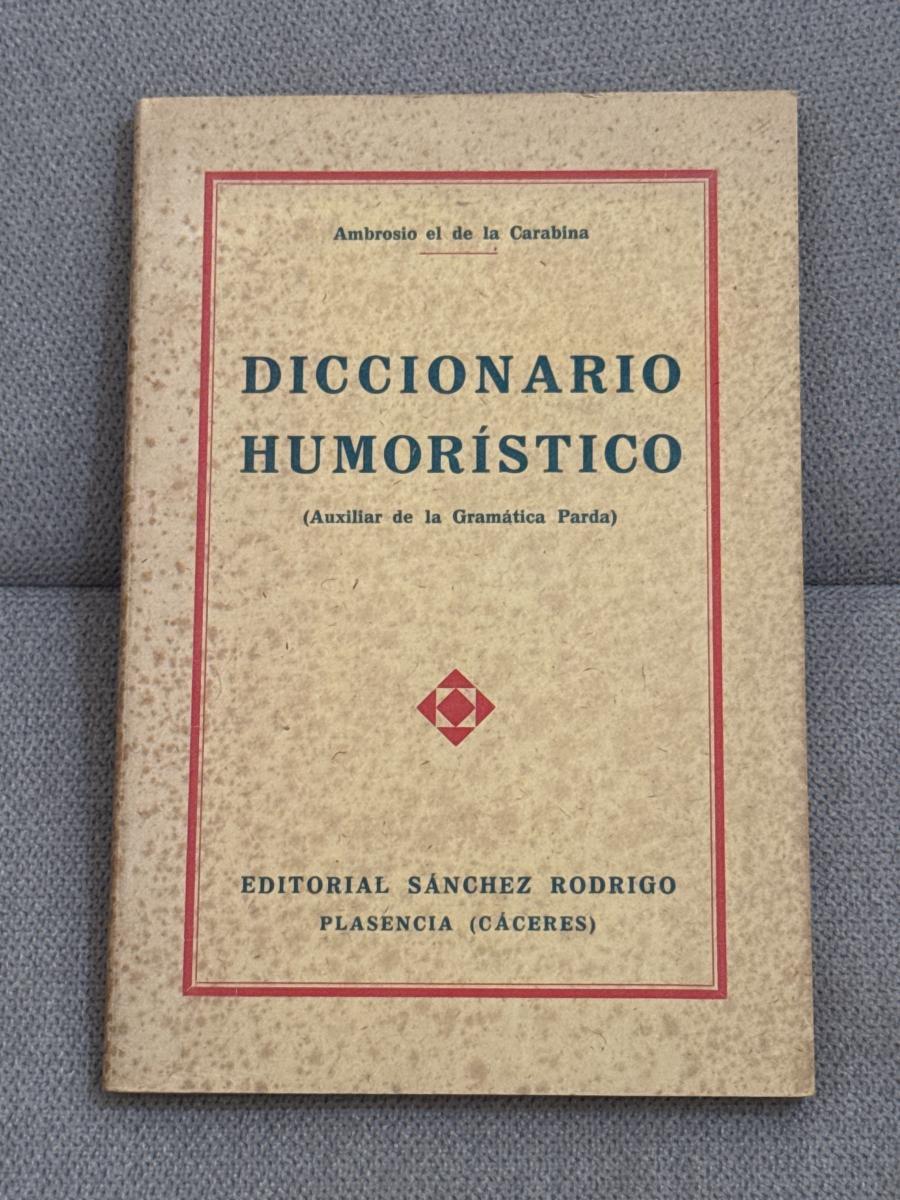 Ambrosio el de la Carabina
DICCIONARIO
HUMORÍSTICO
(Auxiliar de la Gramática Parda)
EDITORIAL SÁNCHEZ RODRIGO
PLASENCIA (CÁCERES)